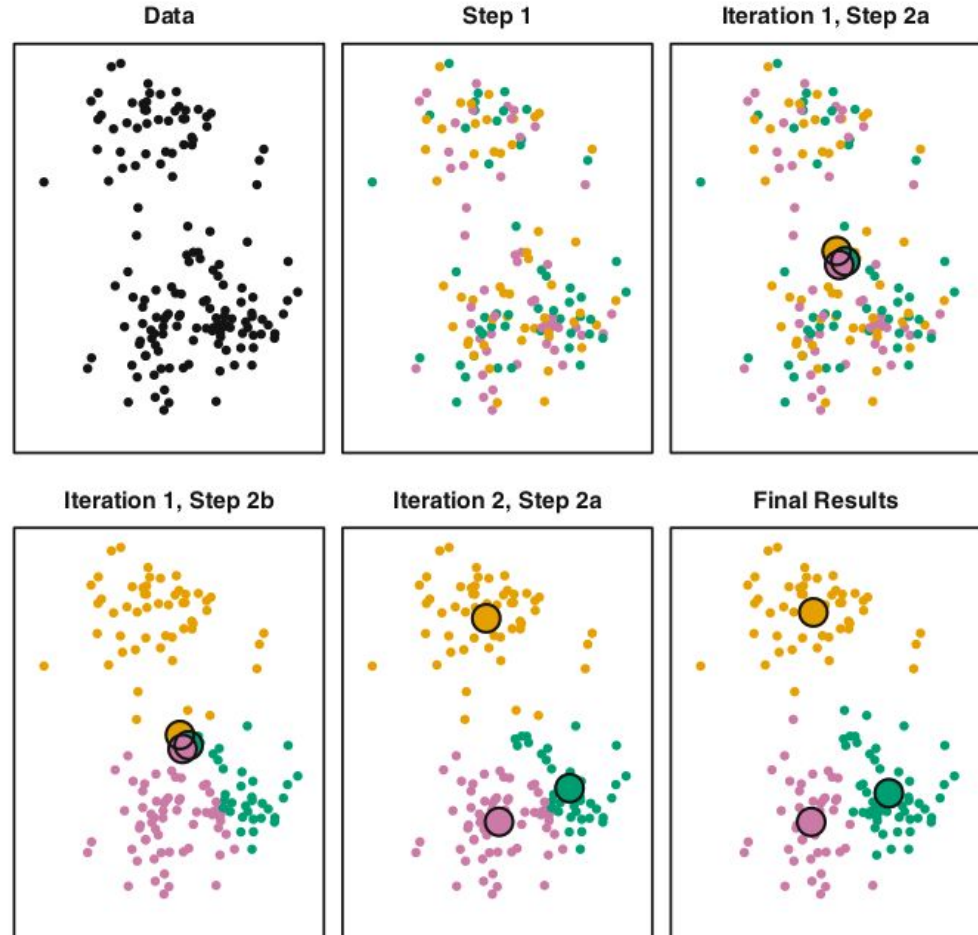 Data
Step 1
Iteration 1, Step 2a
Iteration 1, Step 2b
Iteration 2, Step 2a
Final Results